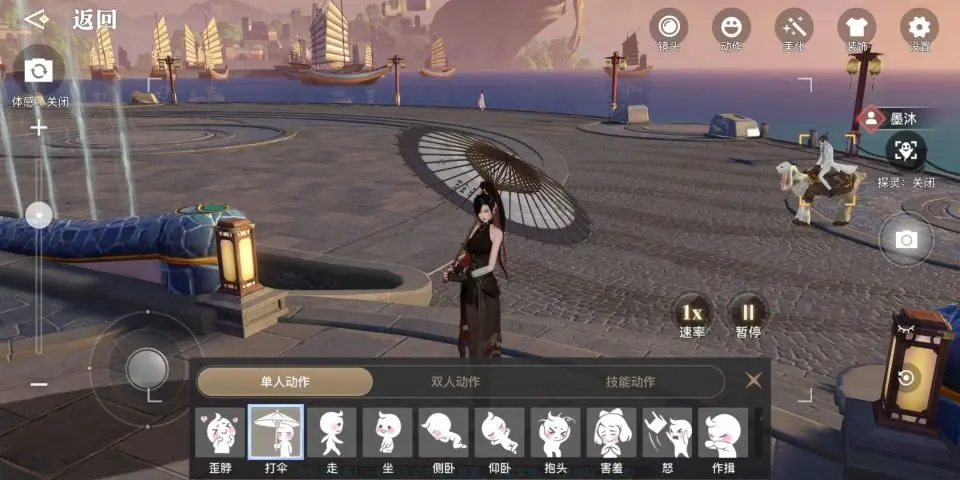 返回
镜头
动作
美化
装饰
设置
体感：关闭
墨沐
探灵：关闭
1x
速率
暂停
单人动作
双人动作
技能动作
歪脖
打伞
走
坐
侧卧
仰卧
抱头
害羞
怒
作揖